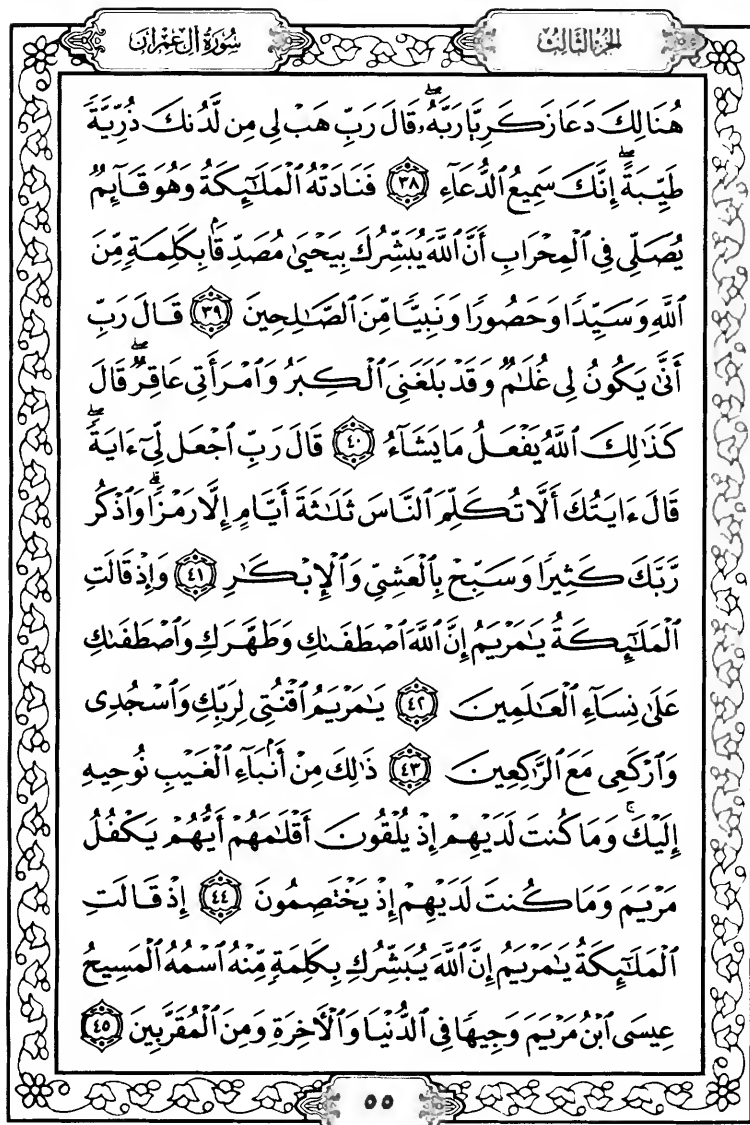 سُورَةُ آلِ عِمْرَانَ
الجُزْءُ الثَّالِثُ
هُنَالِكَ دَعَا زَكَرِيَّا رَبَّهُۥۖ قَالَ رَبِّ هَبْ لِى مِن لَّدُنكَ ذُرِّيَّةً
طَيِّبَةًۖ إِنَّكَ سَمِيعُ ٱلدُّعَآءِ ﴿٣٨﴾ فَنَادَتْهُ ٱلْمَلَٰٓئِكَةُ وَهُوَ قَآئِمٌ
يُصَلِّى فِى ٱلْمِحْرَابِ أَنَّ ٱللَّهَ يُبَشِّرُكَ بِيَحْيَىٰ مُصَدِّقًۢا بِكَلِمَةٍ مِّنَ
ٱللَّهِ وَسَيِّدًا وَحَصُورًا وَنَبِيًّا مِّنَ ٱلصَّٰلِحِينَ ﴿٣٩﴾ قَالَ رَبِّ
أَنَّىٰ يَكُونُ لِى غُلَٰمٌ وَقَدْ بَلَغَنِىَ ٱلْكِبَرُ وَٱمْرَأَتِى عَاقِرٌۖ قَالَ
كَذَٰلِكَ ٱللَّهُ يَفْعَلُ مَا يَشَآءُ ﴿٤٠﴾ قَالَ رَبِّ ٱجْعَل لِّىٓ ءَايَةًۖ
قَالَ ءَايَتُكَ أَلَّا تُكَلِّمَ ٱلنَّاسَ ثَلَٰثَةَ أَيَّامٍ إِلَّا رَمْزًاۗ وَٱذْكُر
رَّبَّكَ كَثِيرًا وَسَبِّحْ بِٱلْعَشِىِّ وَٱلْإِبْكَٰرِ ﴿٤١﴾ وَإِذْ قَالَتِ
ٱلْمَلَٰٓئِكَةُ يَٰمَرْيَمُ إِنَّ ٱللَّهَ ٱصْطَفَىٰكِ وَطَهَّرَكِ وَٱصْطَفَىٰكِ
عَلَىٰ نِسَآءِ ٱلْعَٰلَمِينَ ﴿٤٢﴾ يَٰمَرْيَمُ ٱقْنُتِى لِرَبِّكِ وَٱسْجُدِى
وَٱرْكَعِى مَعَ ٱلرَّٰكِعِينَ ﴿٤٣﴾ ذَٰلِكَ مِنْ أَنۢبَآءِ ٱلْغَيْبِ نُوحِيهِ
إِلَيْكَۚ وَمَا كُنتَ لَدَيْهِمْ إِذْ يُلْقُونَ أَقْلَٰمَهُمْ أَيُّهُمْ يَكْفُلُ
مَرْيَمَ وَمَا كُنتَ لَدَيْهِمْ إِذْ يَخْتَصِمُونَ ﴿٤٤﴾ إِذْ قَالَتِ
ٱلْمَلَٰٓئِكَةُ يَٰمَرْيَمُ إِنَّ ٱللَّهَ يُبَشِّرُكِ بِكَلِمَةٍ مِّنْهُ ٱسْمُهُ ٱلْمَسِيحُ
عِيسَى ٱبْنُ مَرْيَمَ وَجِيهًا فِى ٱلدُّنْيَا وَٱلْءَاخِرَةِ وَمِنَ ٱلْمُقَرَّبِينَ ﴿٤٥﴾
٥٥